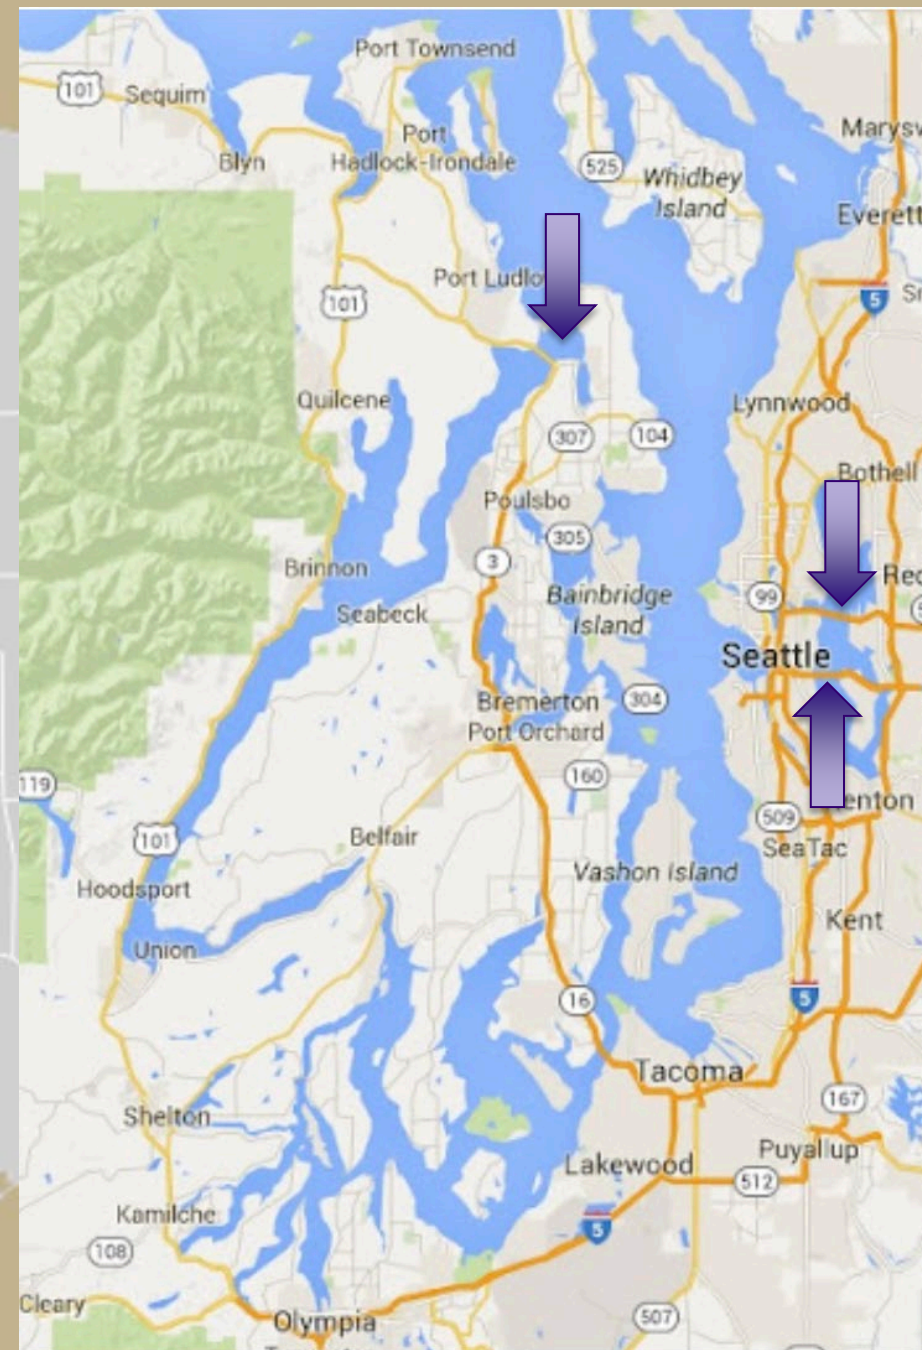 Port Townsend
101
Sequim
Marysv
Port
Hadlock-Irondale
Blyn
525
Whidbey
Island
Everett
Port Ludlo
101
5
Quilcene
Lynnwood
307
104
Bothell
Poulsbo
305
3
Brinnon
Bainbridge
Island
99
Seabeck
Seattle
Bremerton
304
Port Orchard
119
160
enton
509
101
Belfair
SeaTac
Hoodsport
Vashon Island
Kent
Union
16
5
Tacoma
Shelton
167
Puyallup
Lakewood
512
Kamilche
5
108
Cleary
Olympia
507